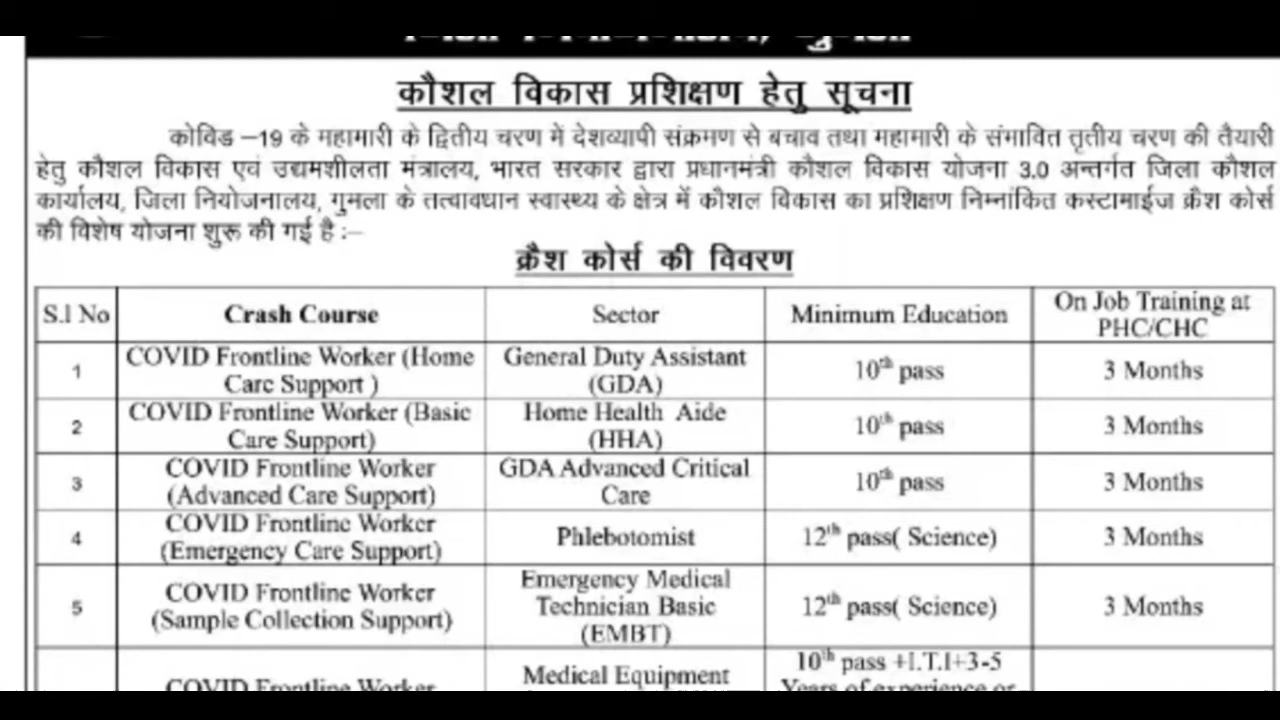 कौशल विकास प्रशिक्षण हेतु सूचना
कोविड –19 के महामारी के द्वितीय चरण में देशव्यापी संक्रमण से बचाव तथा महामारी के संभावित तृतीय चरण की तैयारी
हेतु कौशल विकास एवं उद्यमशीलता मंत्रालय, भारत सरकार द्वारा प्रधानमंत्री कौशल विकास योजना 3.0 अन्तर्गत जिला कौशल
कार्यालय, जिला नियोजनालय, गुमला के तत्वावधान स्वास्थ्य के क्षेत्र में कौशल विकास का प्रशिक्षण निम्नांकित कस्टामाईज क्रैश कोर्स
की विशेष योजना शुरू की गई है :–
क्रैश कोर्स की विवरण
S.l No Crash Course Sector Minimum Education On Job Training at PHC/CHC
1 COVID Frontline Worker (Home Care Support ) General Duty Assistant (GDA) 10th pass 3 Months
2 COVID Frontline Worker (Basic Care Support) Home Health Aide (HHA) 10th pass 3 Months
3 COVID Frontline Worker (Advanced Care Support) GDA Advanced Critical Care 10th pass 3 Months
4 COVID Frontline Worker (Emergency Care Support) Phlebotomist 12th pass( Science) 3 Months
5 COVID Frontline Worker (Sample Collection Support) Emergency Medical Technician Basic (EMBT) 12th pass( Science) 3 Months
COVID Frontline Worker Medical Equipment 10th pass +I.T.I+3-5 Years of experience or